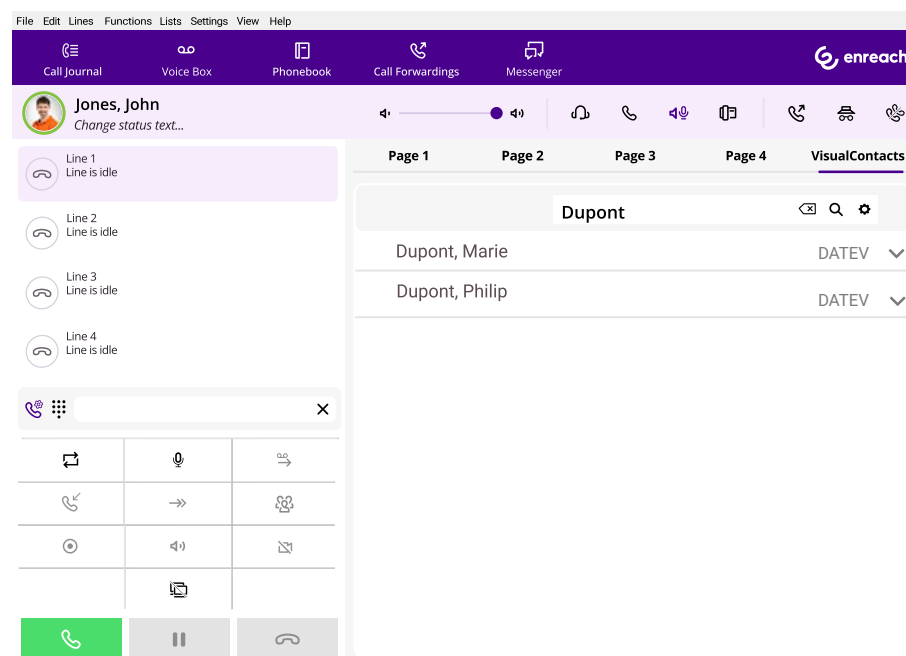 File Edit Lines Functions Lists Settings View Help
Call Journal Voice Box Phonebook Call Forwardings Messenger enreach
Jones, John
Change status text...
Line 1
Line is idle
Line 2
Line is idle
Line 3
Line is idle
Line 4
Line is idle
Page 1 Page 2 Page 3 Page 4 VisualContacts
Dupont
Dupont, Marie DATEV
Dupont, Philip DATEV